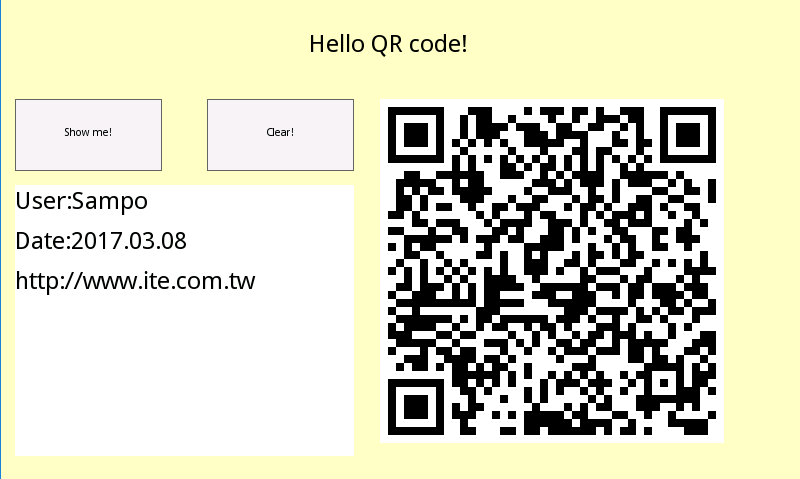 Hello QR code!
Show me!
Clear!
User:Sampo
Date:2017.03.08
http://www.ite.com.tw